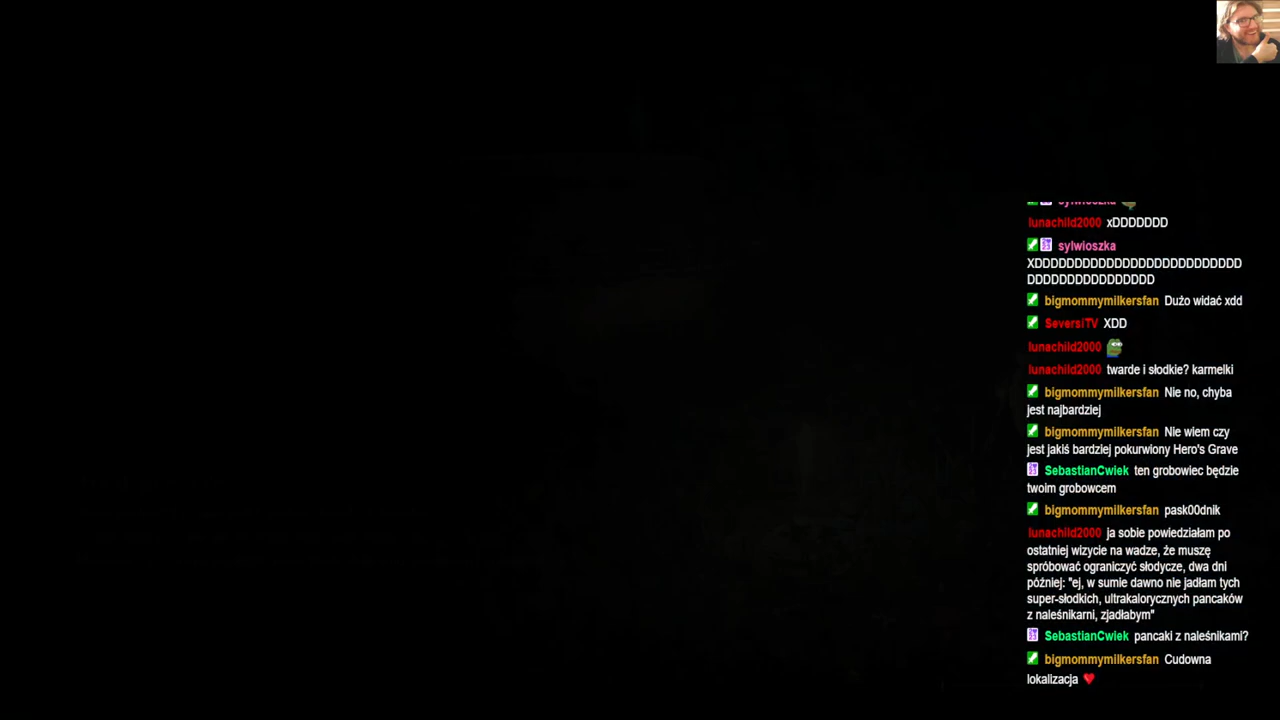 lunachild2000 xDDDDDDD
sylwioszka
XDDDDDDDDDDDDDDDDDDDDDDDDDD
DDDDDDDDDDDDDDDD
bigmommymilkersfan Dużo widać xdd
SeversiTV XDD
lunachild2000
lunachild2000 twarde i słodkie? karmelki
bigmommymilkersfan Nie no, chyba
jest najbardziej
bigmommymilkersfan Nie wiem czy
jest jakiś bardziej pokurwiony Hero's Grave
SebastianCwiek ten grobowiec będzie
twoim grobowcem
bigmommymilkersfan pask00dnik
lunachild2000 ja sobie powiedziałam po
ostatniej wizycie na wadze, że muszę
spróbować ograniczyć słodycze, dwa dni
później: "ej, w sumie dawno nie jadłam tych
super-słodkich, ultrakalorycznych pancaków
z naleśnikarni, zjadłabym"
SebastianCwiek pancaki z naleśnikami?
bigmommymilkersfan Cudowna
lokalizacja